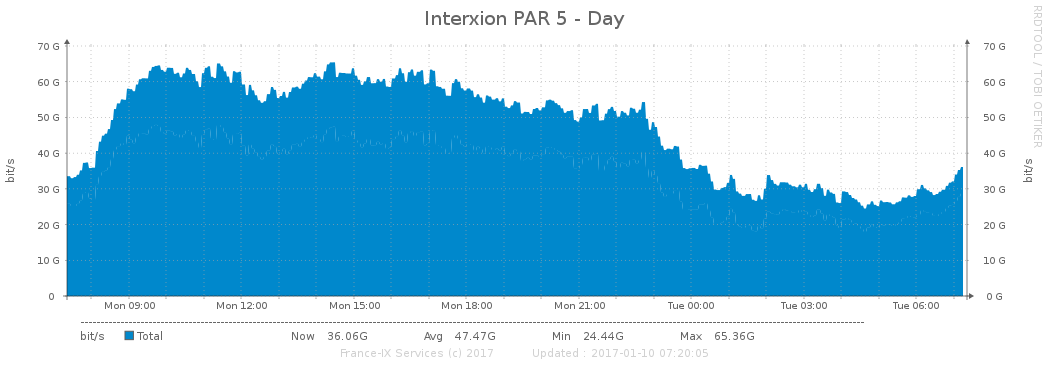 Interxion PAR 5 - Day
RRDTOOL / TOBI OETIKER
70 G 70 G
60 G 60 G
50 G 50 G
40 G 40 G
30 G 30 G
20 G 20 G
10 G 10 G
0 0 G
bit/s bit/s
Mon 09:00 Mon 12:00 Mon 15:00 Mon 18:00 Mon 21:00 Tue 00:00 Tue 03:00 Tue 06:00
bit/s Total Now 36.06G Avg 47.47G Min 24.44G Max 65.36G
France-IX Services (c) 2017 Updated : 2017-01-10 07:20:05